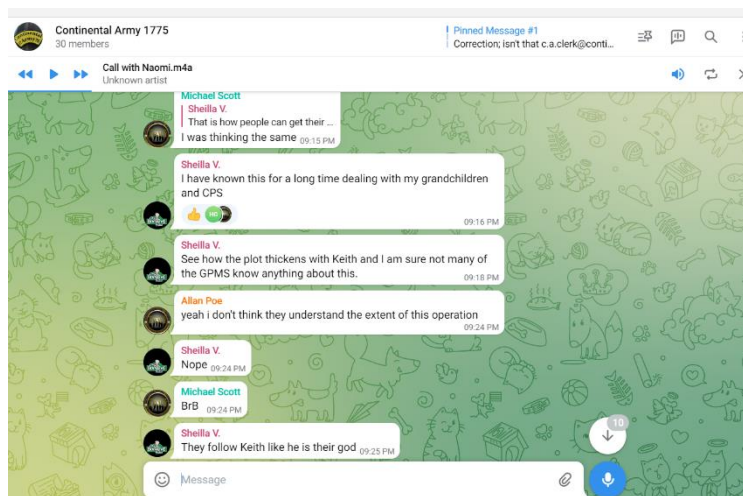 Continental Army 1775
30 members
Pinned Message #1
Correction; isn't that c.a.clerk@conti...
Call with Naomi.m4a
Unknown artist
Michael Scott
Sheilla V.
That is how people can get their ...
I was thinking the same 09:15 PM
Sheilla V.
I have known this for a long time dealing with my grandchildren
and CPS
09:16 PM
Sheilla V.
See how the plot thickens with Keith and I am sure not many of
the GPMS know anything about this.
09:18 PM
Allan Poe
yeah i don't think they understand the extent of this operation
09:24 PM
Sheilla V.
Nope 09:24 PM
Michael Scott
BrB 09:24 PM
Sheilla V.
They follow Keith like he is their god 09:25 PM
10
Message